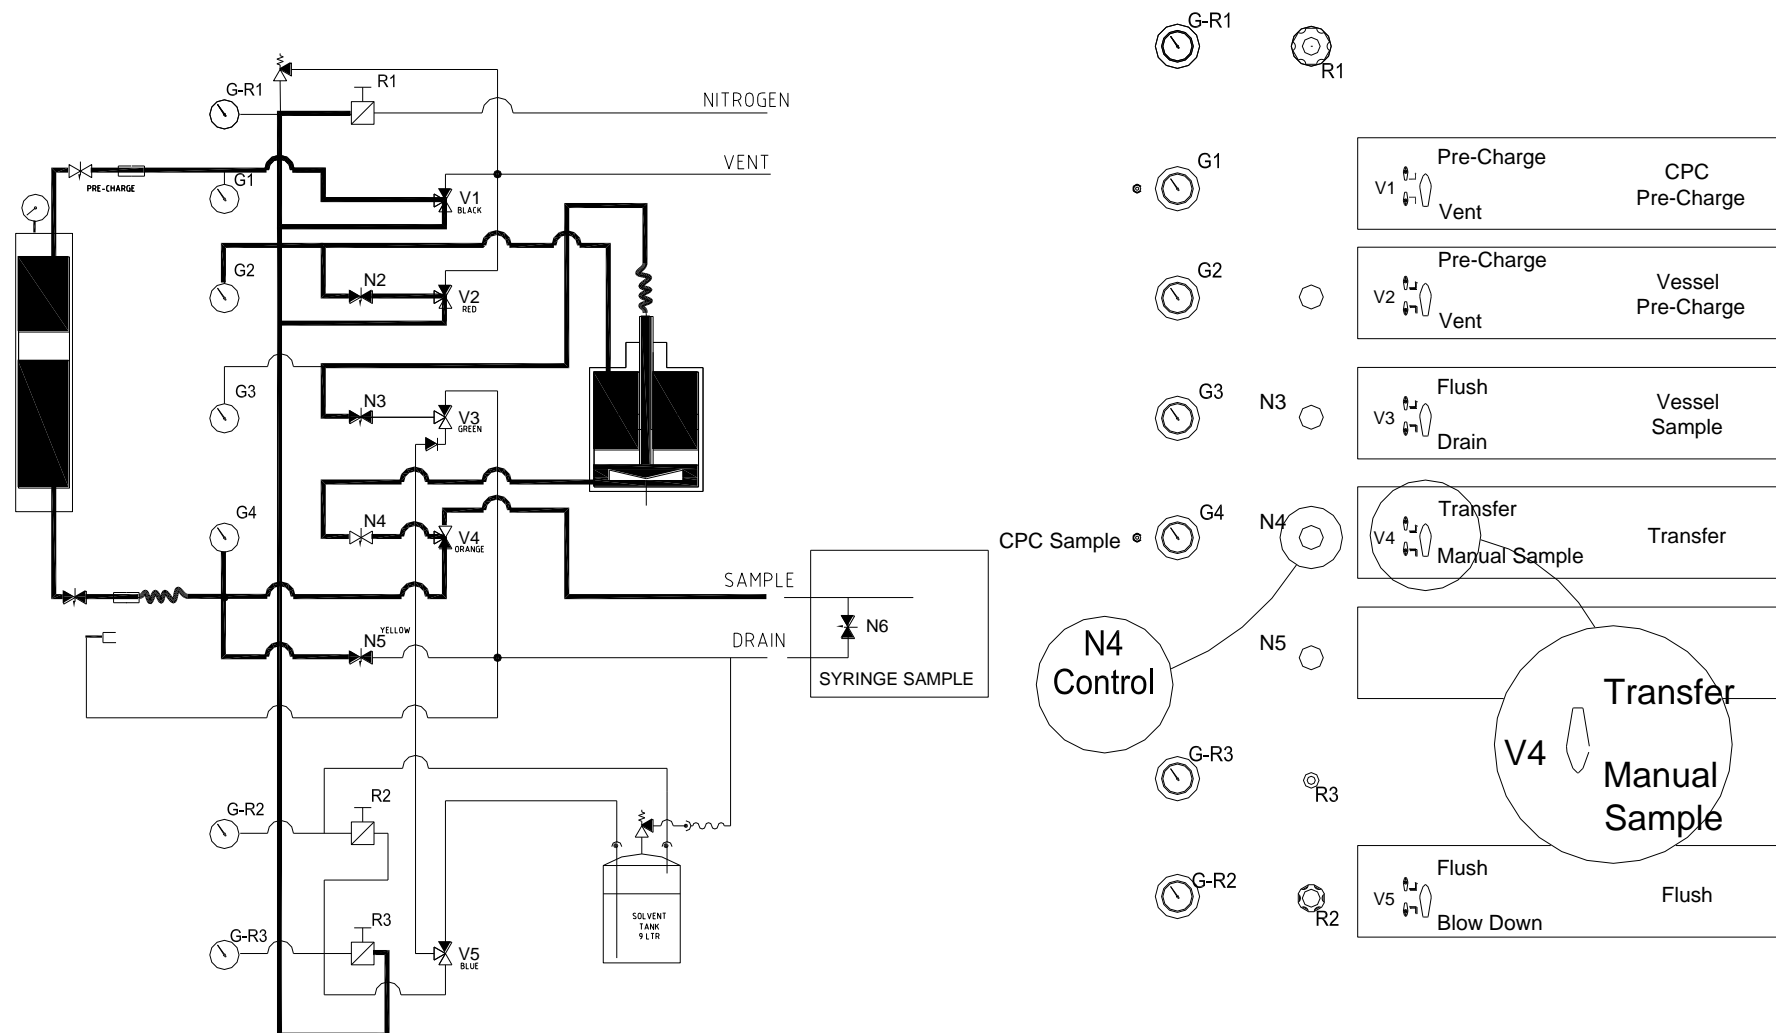 G-R1
R1
NITROGEN
VENT
PRE-CHARGE
G1
V1
BLACK
G2
N2
V2
RED
G3
N3
V3
GREEN
G4
N4
V4
ORANGE
SAMPLE
N5
YELLOW
DRAIN
N6
SYRINGE SAMPLE
G-R2
R2
G-R3
R3
V5
BLUE
SOLVENT
TANK
9 LTR
G-R1
R1
G1
V1
Pre-Charge
Vent
CPC
Pre-Charge
G2
V2
Pre-Charge
Vent
Vessel
Pre-Charge
G3
N3
V3
Flush
Drain
Vessel
Sample
CPC Sample
G4
N4
V4
Transfer
Manual Sample
Transfer
N4
Control
N5
V4
Transfer
Manual
Sample
G-R3
R3
G-R2
R2
V5
Flush
Blow Down
Flush